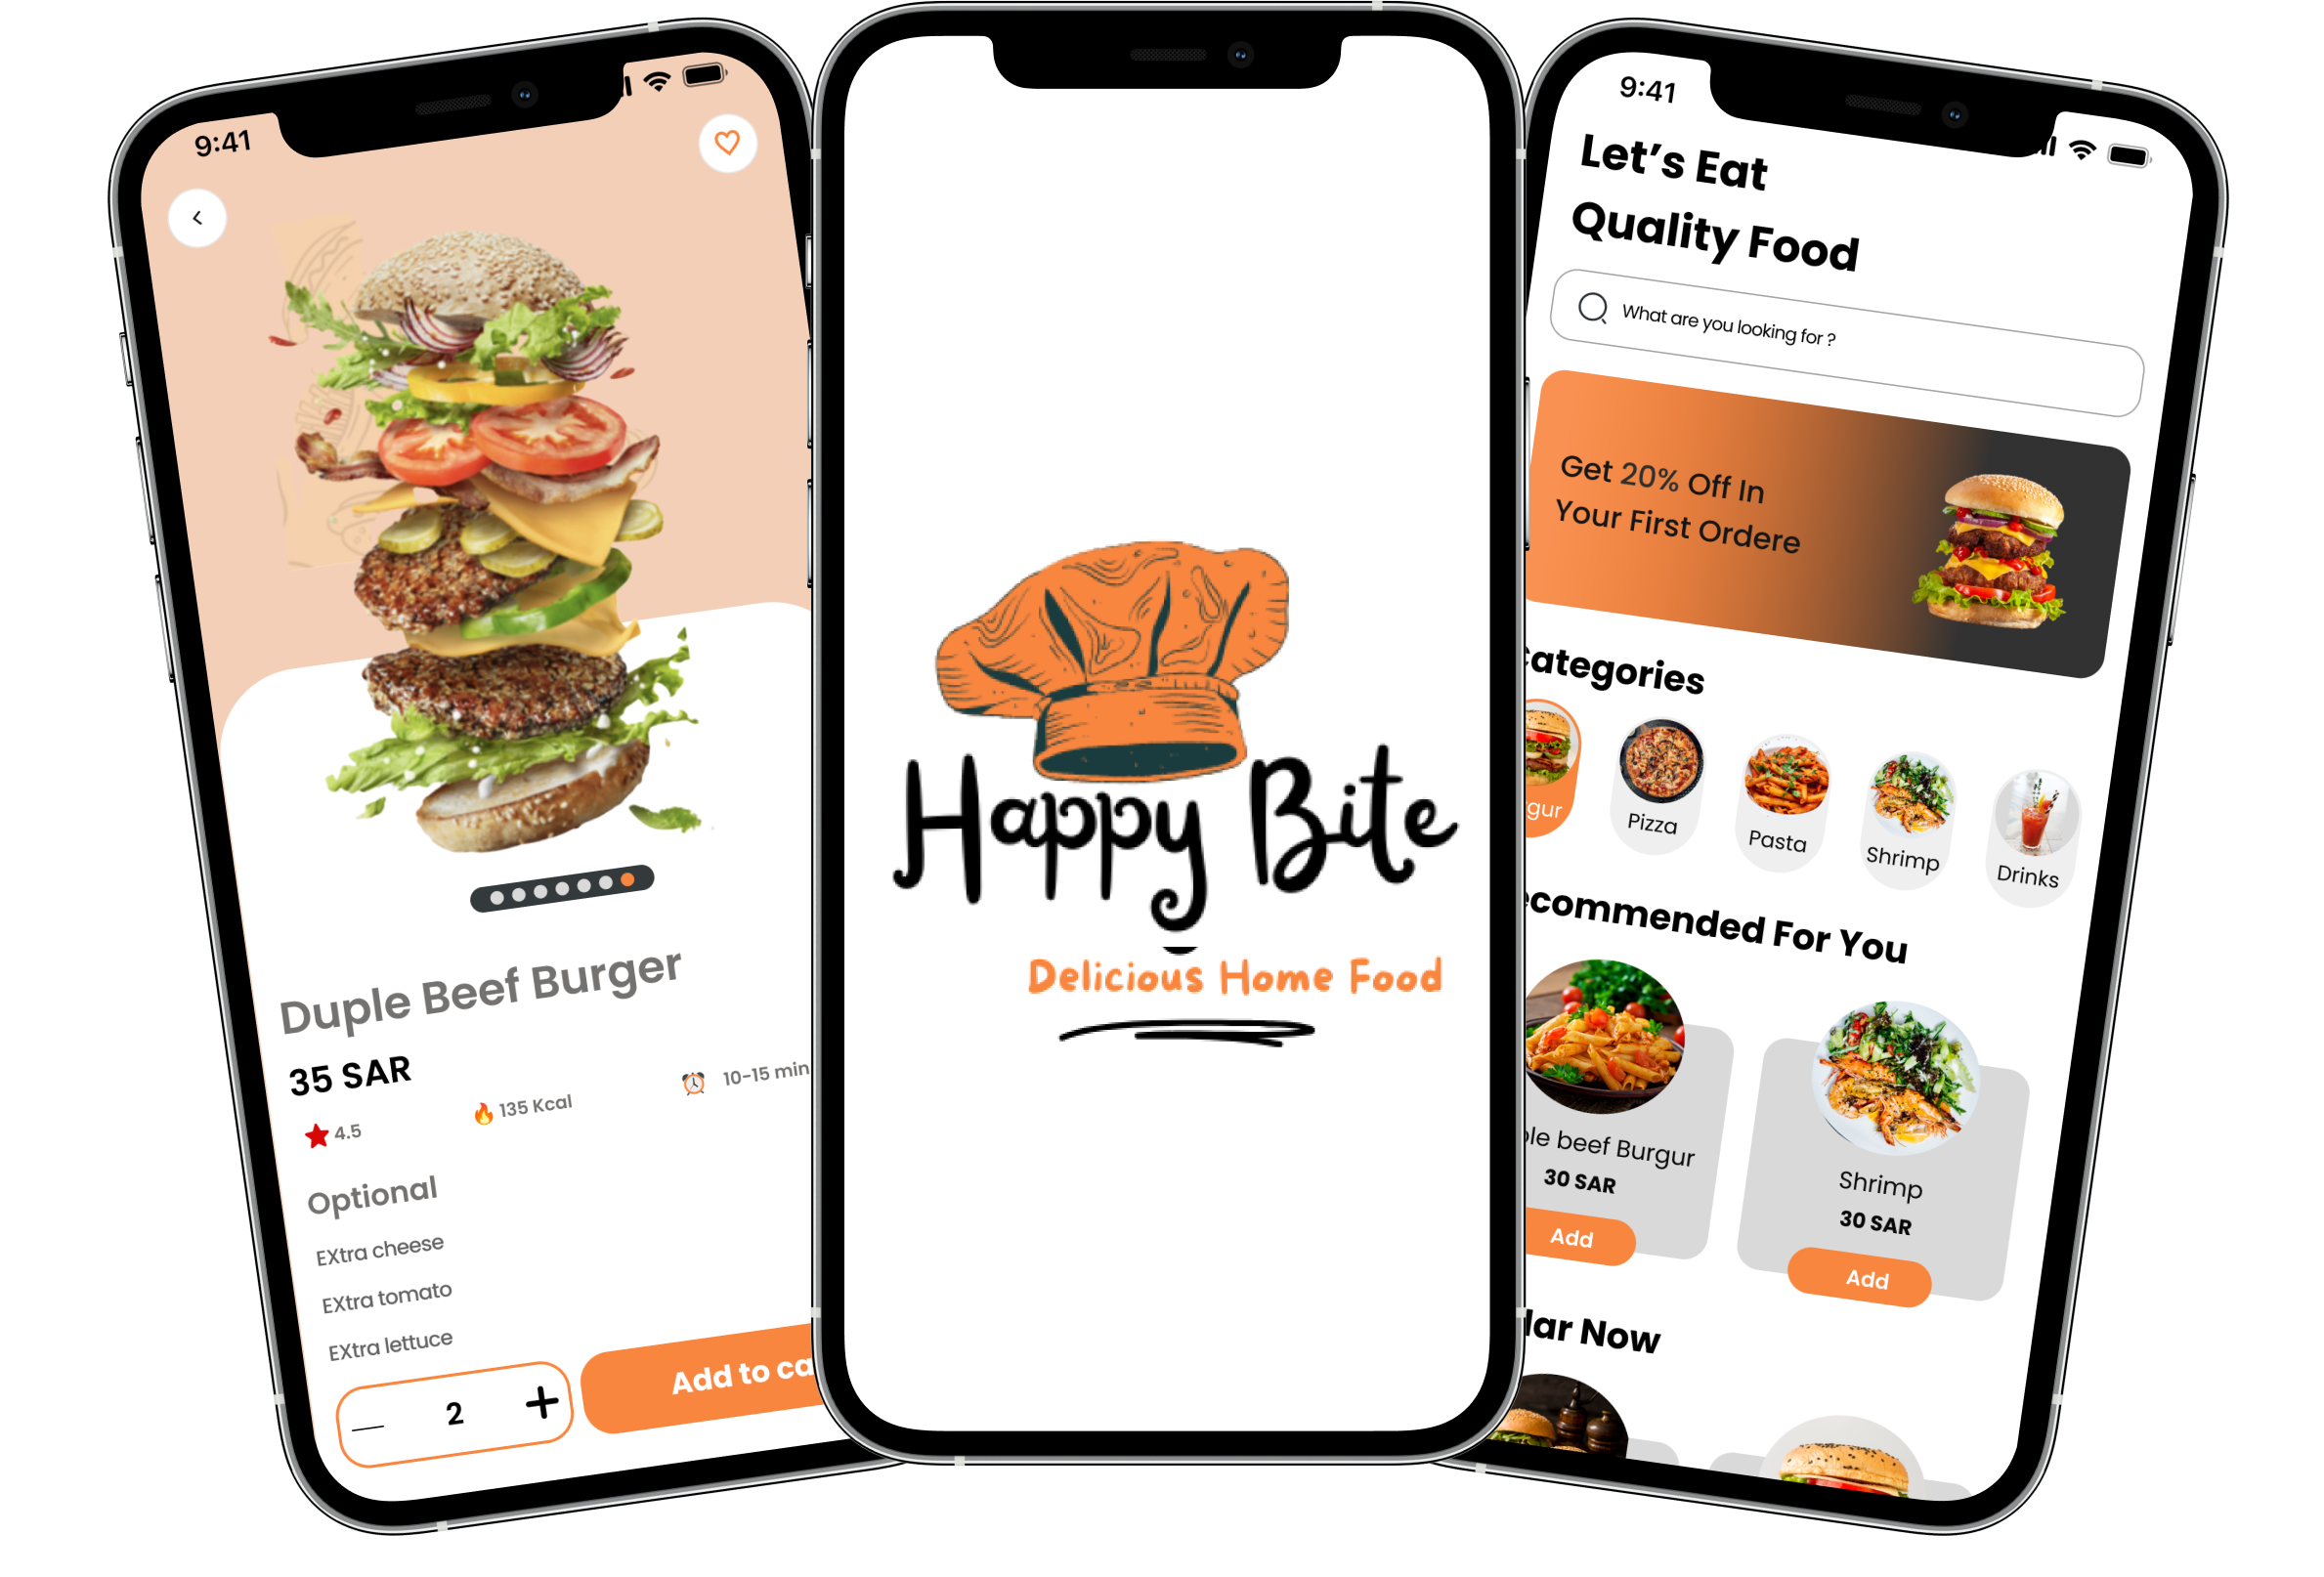 9:41
Duple Beef Burger
35 SAR
4.5
135 Kcal
10-15 min
Optional
EXtra cheese
EXtra tomato
EXtra lettuce
2
Add to ca
Happy Bite
Delicious Home Food
9:41
Let’s Eat
Quality Food
What are you looking for ?
Get 20% Off In
Your First Ordere
ategories
rgur
Pizza
Pasta
Shrimp
Drinks
ecommended For You
ple beef Burgur
30 SAR
Add
Shrimp
30 SAR
Add
lar Now